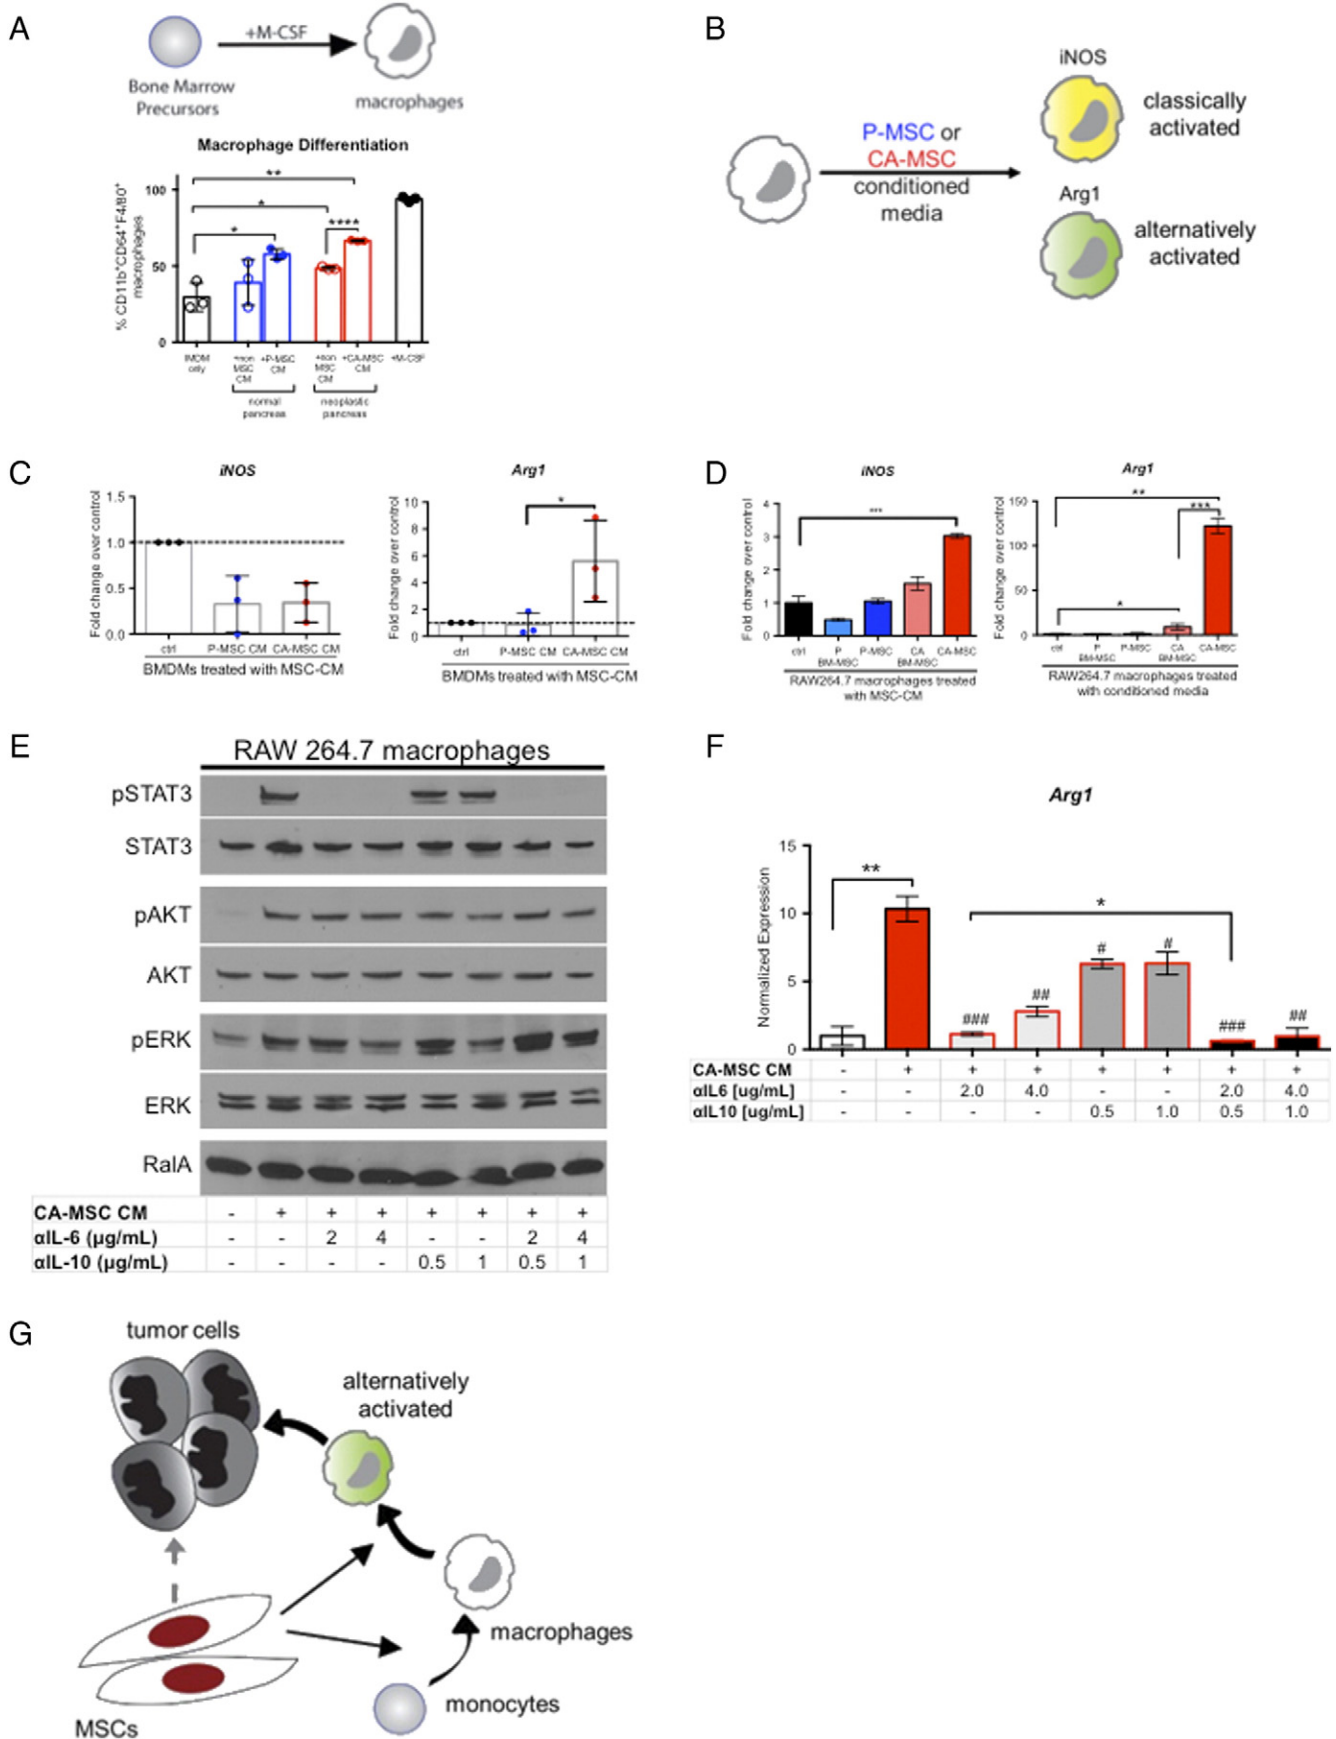 A
+M-CSF
Bone Marrow
Precursors
macrophages
Macrophage Differentiation
% CD11b+CD64+F4/80+
macrophages
100
50
0
**
*
*
****
IMDM
only
+non
MSC
CM
+P-MSC
CM
+non
MSC
CM
+CA-MSC
CM
+M-CSF
normal
pancreas
neoplastic
pancreas
B
P-MSC or
CA-MSC
conditioned
media
iNOS
classically
activated
Arg1
alternatively
activated
C
iNOS
Fold change over control
1.5
1.0
0.5
0.0
ctrl
P-MSC CM
CA-MSC CM
BMDMs treated with MSC-CM
Arg1
Fold change over control
10
8
6
4
2
0
*
ctrl
P-MSC CM
CA-MSC CM
BMDMs treated with MSC-CM
D
iNOS
Fold change over control
4
3
2
1
0
***
ctrl
P
BM-MSC
P-MSC
CA
BM-MSC
CA-MSC
RAW264.7 macrophages treated
with MSC-CM
Arg1
Fold change over control
150
100
50
0
**
***
*
ctrl
P
BM-MSC
P-MSC
CA
BM-MSC
CA-MSC
RAW264.7 macrophages treated
with conditioned media
E
RAW 264.7 macrophages
pSTAT3
STAT3
pAKT
AKT
pERK
ERK
RalA
CA-MSC CM - + + + + + + +
αIL-6 (µg/mL) - - 2 4 - - 2 4
αIL-10 (µg/mL) - - - - 0.5 1 0.5 1
F
Arg1
Normalized Expression
15
10
5
0
**
*
### ## # # ### ##
CA-MSC CM - + + + + + + +
αIL6 [ug/mL] - - 2.0 4.0 - - 2.0 4.0
αIL10 [ug/mL] - - - - 0.5 1.0 0.5 1.0
G
tumor cells
alternatively
activated
macrophages
monocytes
MSCs